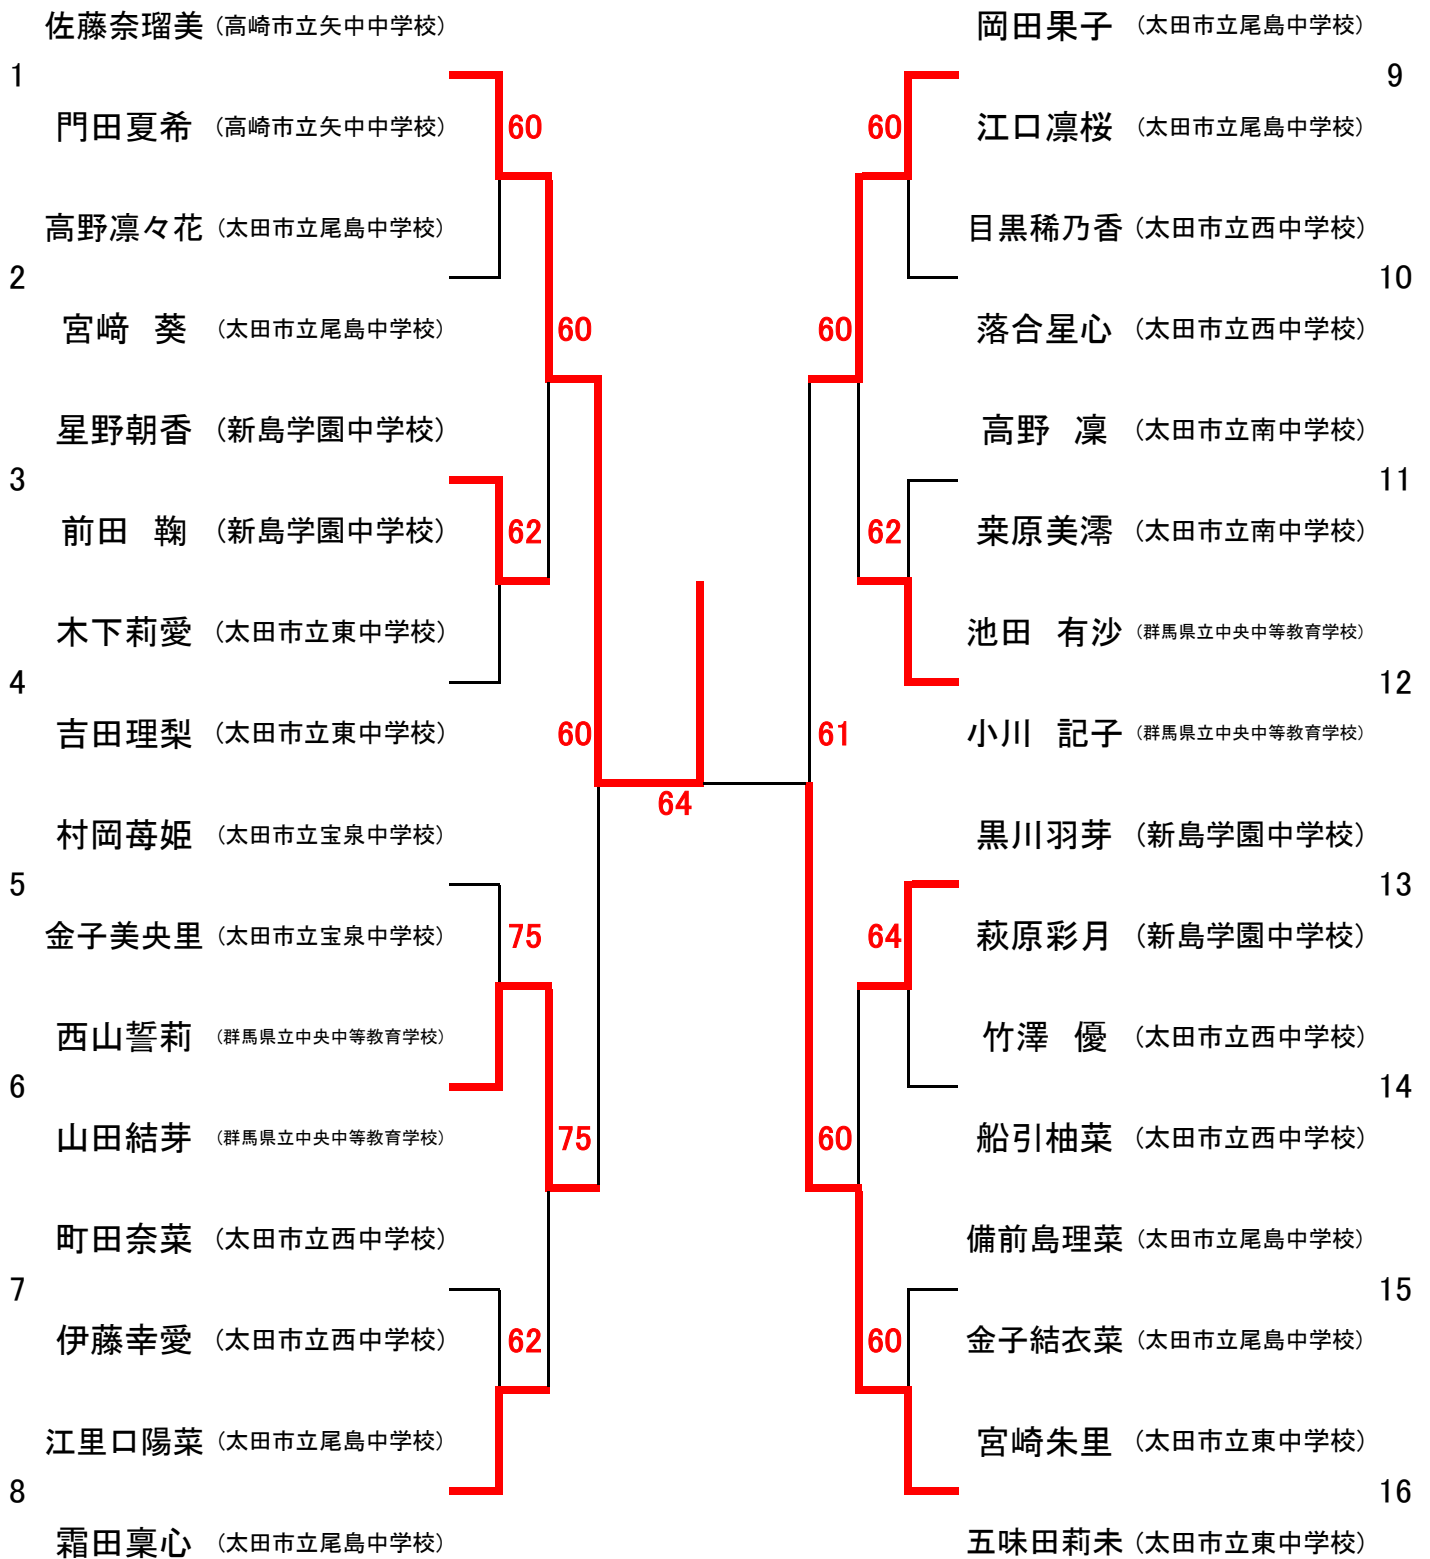 佐藤奈瑠美 (高崎市立矢中中学校)
1
門田夏希 (高崎市立矢中中学校)
60
高野凛々花 (太田市立尾島中学校)
2
宮﨑 葵 (太田市立尾島中学校)
60
星野朝香 (新島学園中学校)
3
前田 鞠 (新島学園中学校)
62
木下莉愛 (太田市立東中学校)
4
吉田理梨 (太田市立東中学校)
60
64
村岡苺姫 (太田市立宝泉中学校)
5
金子美央里 (太田市立宝泉中学校)
75
西山誓莉 (群馬県立中央中等教育学校)
6
山田結芽 (群馬県立中央中等教育学校)
75
町田奈菜 (太田市立西中学校)
7
伊藤幸愛 (太田市立西中学校)
62
江里口陽菜 (太田市立尾島中学校)
8
霜田稟心 (太田市立尾島中学校)
岡田果子 (太田市立尾島中学校)
9
60
江口凛桜 (太田市立尾島中学校)
目黒稀乃香 (太田市立西中学校)
10
60
落合星心 (太田市立西中学校)
高野 凜 (太田市立南中学校)
11
62
桒原美澪 (太田市立南中学校)
池田 有沙 (群馬県立中央中等教育学校)
12
61
小川 記子 (群馬県立中央中等教育学校)
黒川羽芽 (新島学園中学校)
13
64
萩原彩月 (新島学園中学校)
竹澤 優 (太田市立西中学校)
14
60
船引柚菜 (太田市立西中学校)
備前島理菜 (太田市立尾島中学校)
15
60
金子結衣菜 (太田市立尾島中学校)
宮崎朱里 (太田市立東中学校)
16
五味田莉未 (太田市立東中学校)